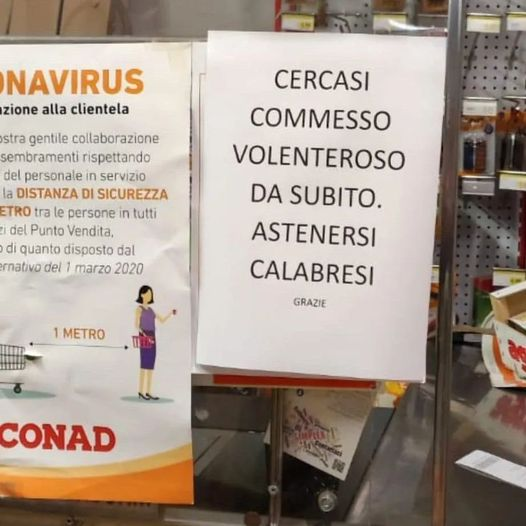 ONAVIRUS
zione alla clientela
ostra gentile collaborazione
sembramenti rispettando
del personale in servizio
la DISTANZA DI SICUREZZA
METRO tra le persone in tutti
zi del Punto Vendita,
o di quanto disposto dal
ernativo del 1 marzo 2020
1 METRO
CONAD
CERCASI
COMMESSO
VOLENTEROSO
DA SUBITO.
ASTENERSI
CALABRESI
GRAZIE